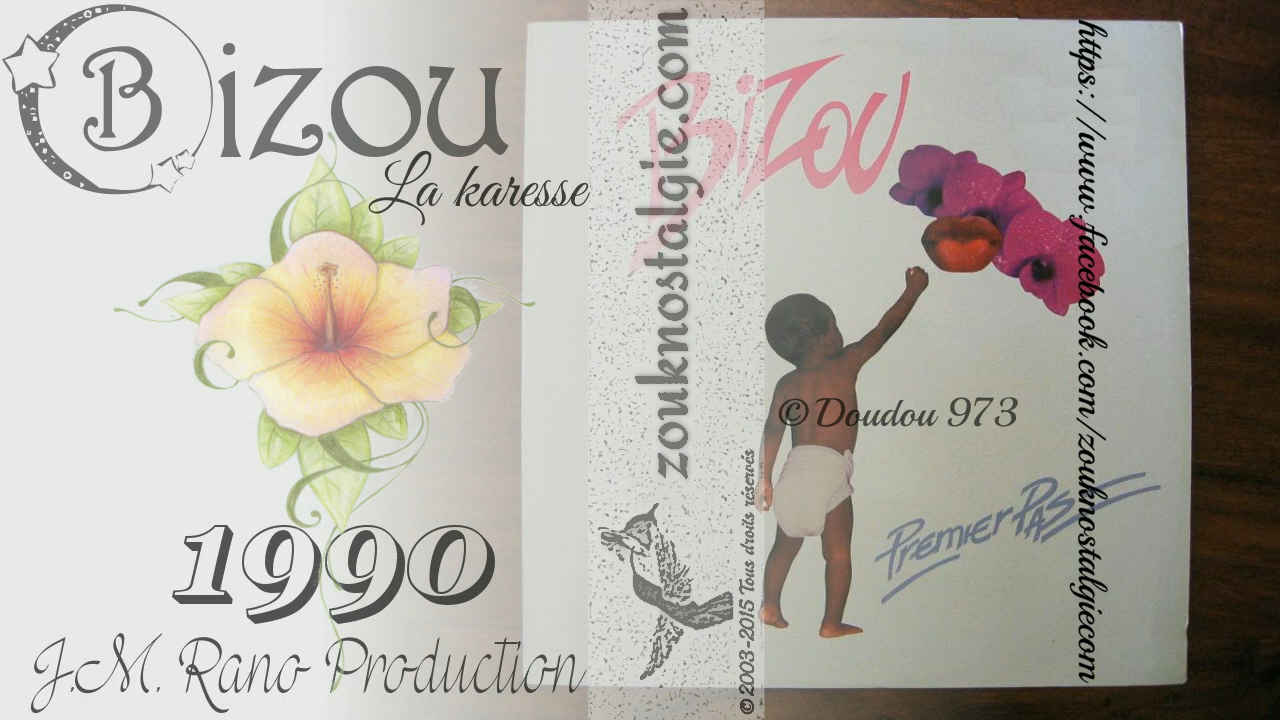 Bizou
La karesse
1990
J.M. Rano Production
zouknostalgie.com
©2003-2015 Tous droits réservés
BiZOU
©Doudou 973
PREMIER PAS
https://www.facebook.com/zouknostalgiecom